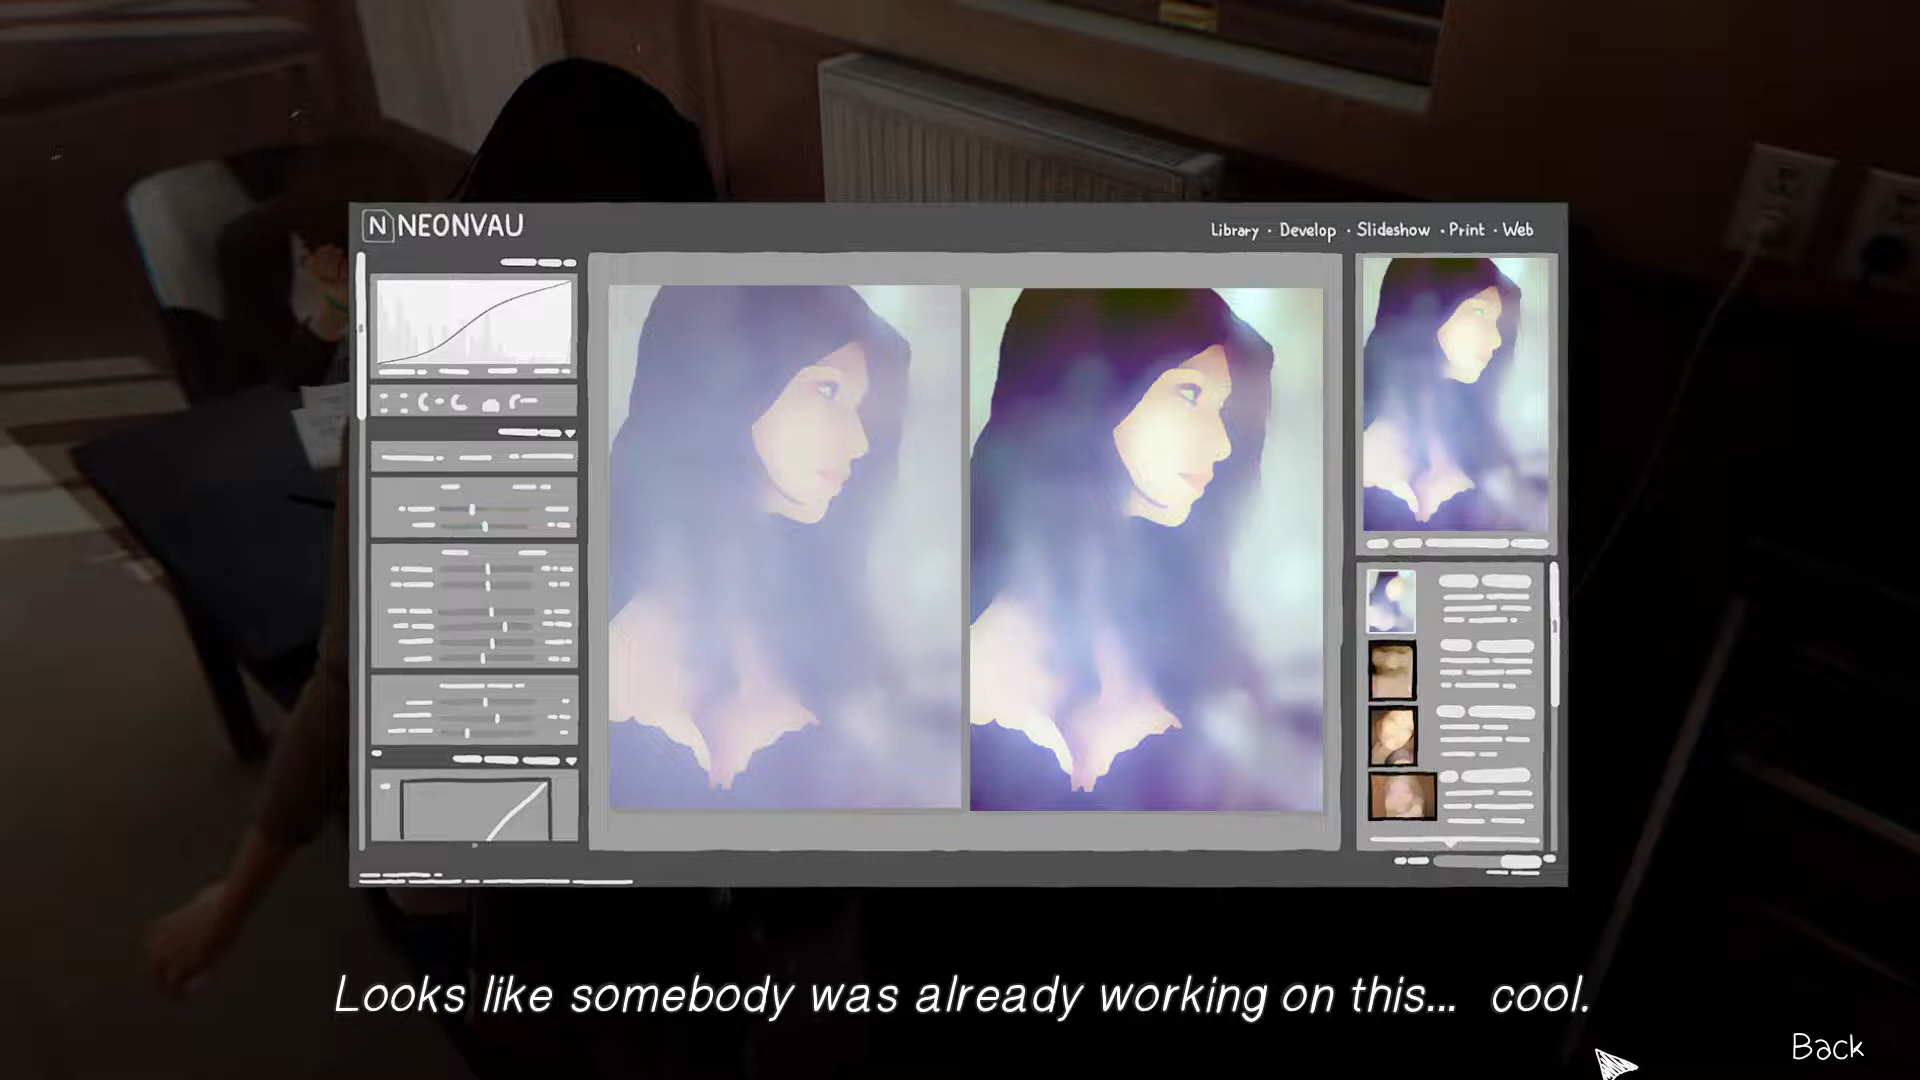 N NEONVAU
Library · Develop · Slideshow · Print · Web
Looks like somebody was already working on this... cool.
Back